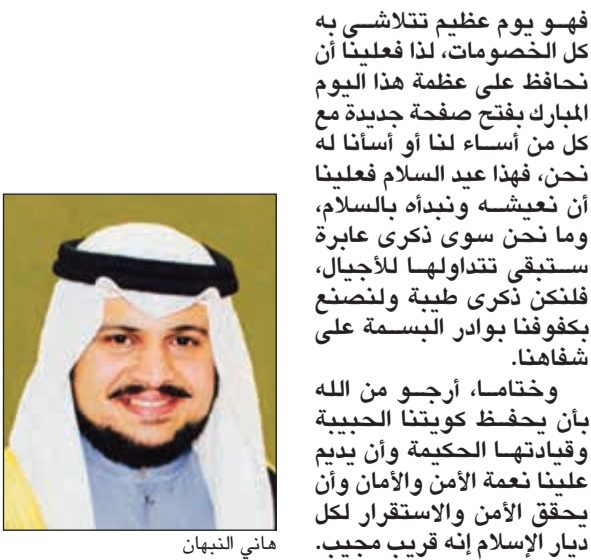 فهو يوم عظيم تتلاشى به
كل الخصومات، لذا فعلينا أن
نحافظ على عظمة هذا اليوم
المبارك بفتح صفحة جديدة مع
كل من أساء لنا أو أسأنا له
نحن، فهذا عيد السلام فعلينا
أن نعيشه ونبدأه بالسلام،
وما نحن سوى ذكرى عابرة
ستبقى تتداولها للأجيال،
فلنكن ذكرى طيبة ولنصنع
بكفوفنا بوادر البسمة على
شفاهنا.
وختاما، أرجو من الله
بأن يحفظ كويتنا الحبيبة
وقيادتها الحكيمة وأن يديم
علينا نعمة الأمن والأمان وأن
يحقق الأمن والاستقرار لكل
ديار الإسلام إنه قريب مجيب.
هاني النبهان